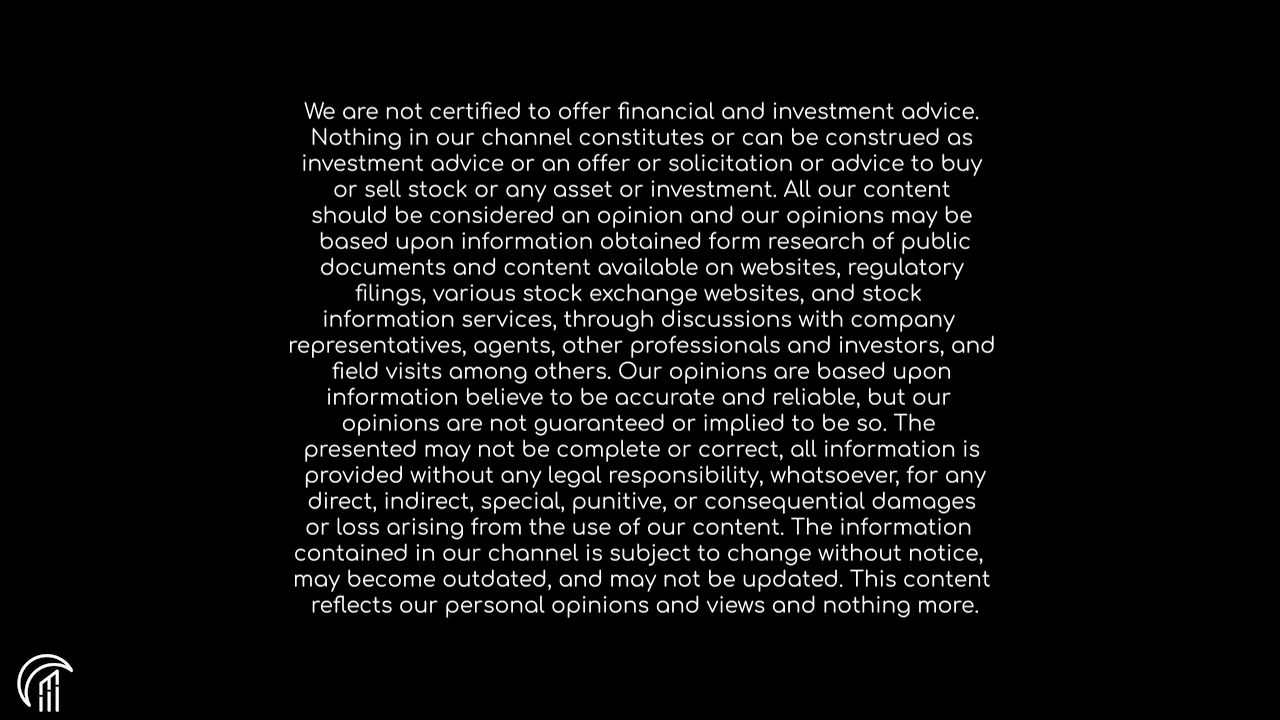 We are not certified to offer financial and investment advice.
Nothing in our channel constitutes or can be construed as
investment advice or an offer or solicitation or advice to buy
or sell stock or any asset or investment. All our content
should be considered an opinion and our opinions may be
based upon information obtained form research of public
documents and content available on websites, regulatory
filings, various stock exchange websites, and stock
information services, through discussions with company
representatives, agents, other professionals and investors, and
field visits among others. Our opinions are based upon
information believe to be accurate and reliable, but our
opinions are not guaranteed or implied to be so. The
presented may not be complete or correct, all information is
provided without any legal responsibility, whatsoever, for any
direct, indirect, special, punitive, or consequential damages
or loss arising from the use of our content. The information
contained in our channel is subject to change without notice,
may become outdated, and may not be updated. This content
reflects our personal opinions and views and nothing more.